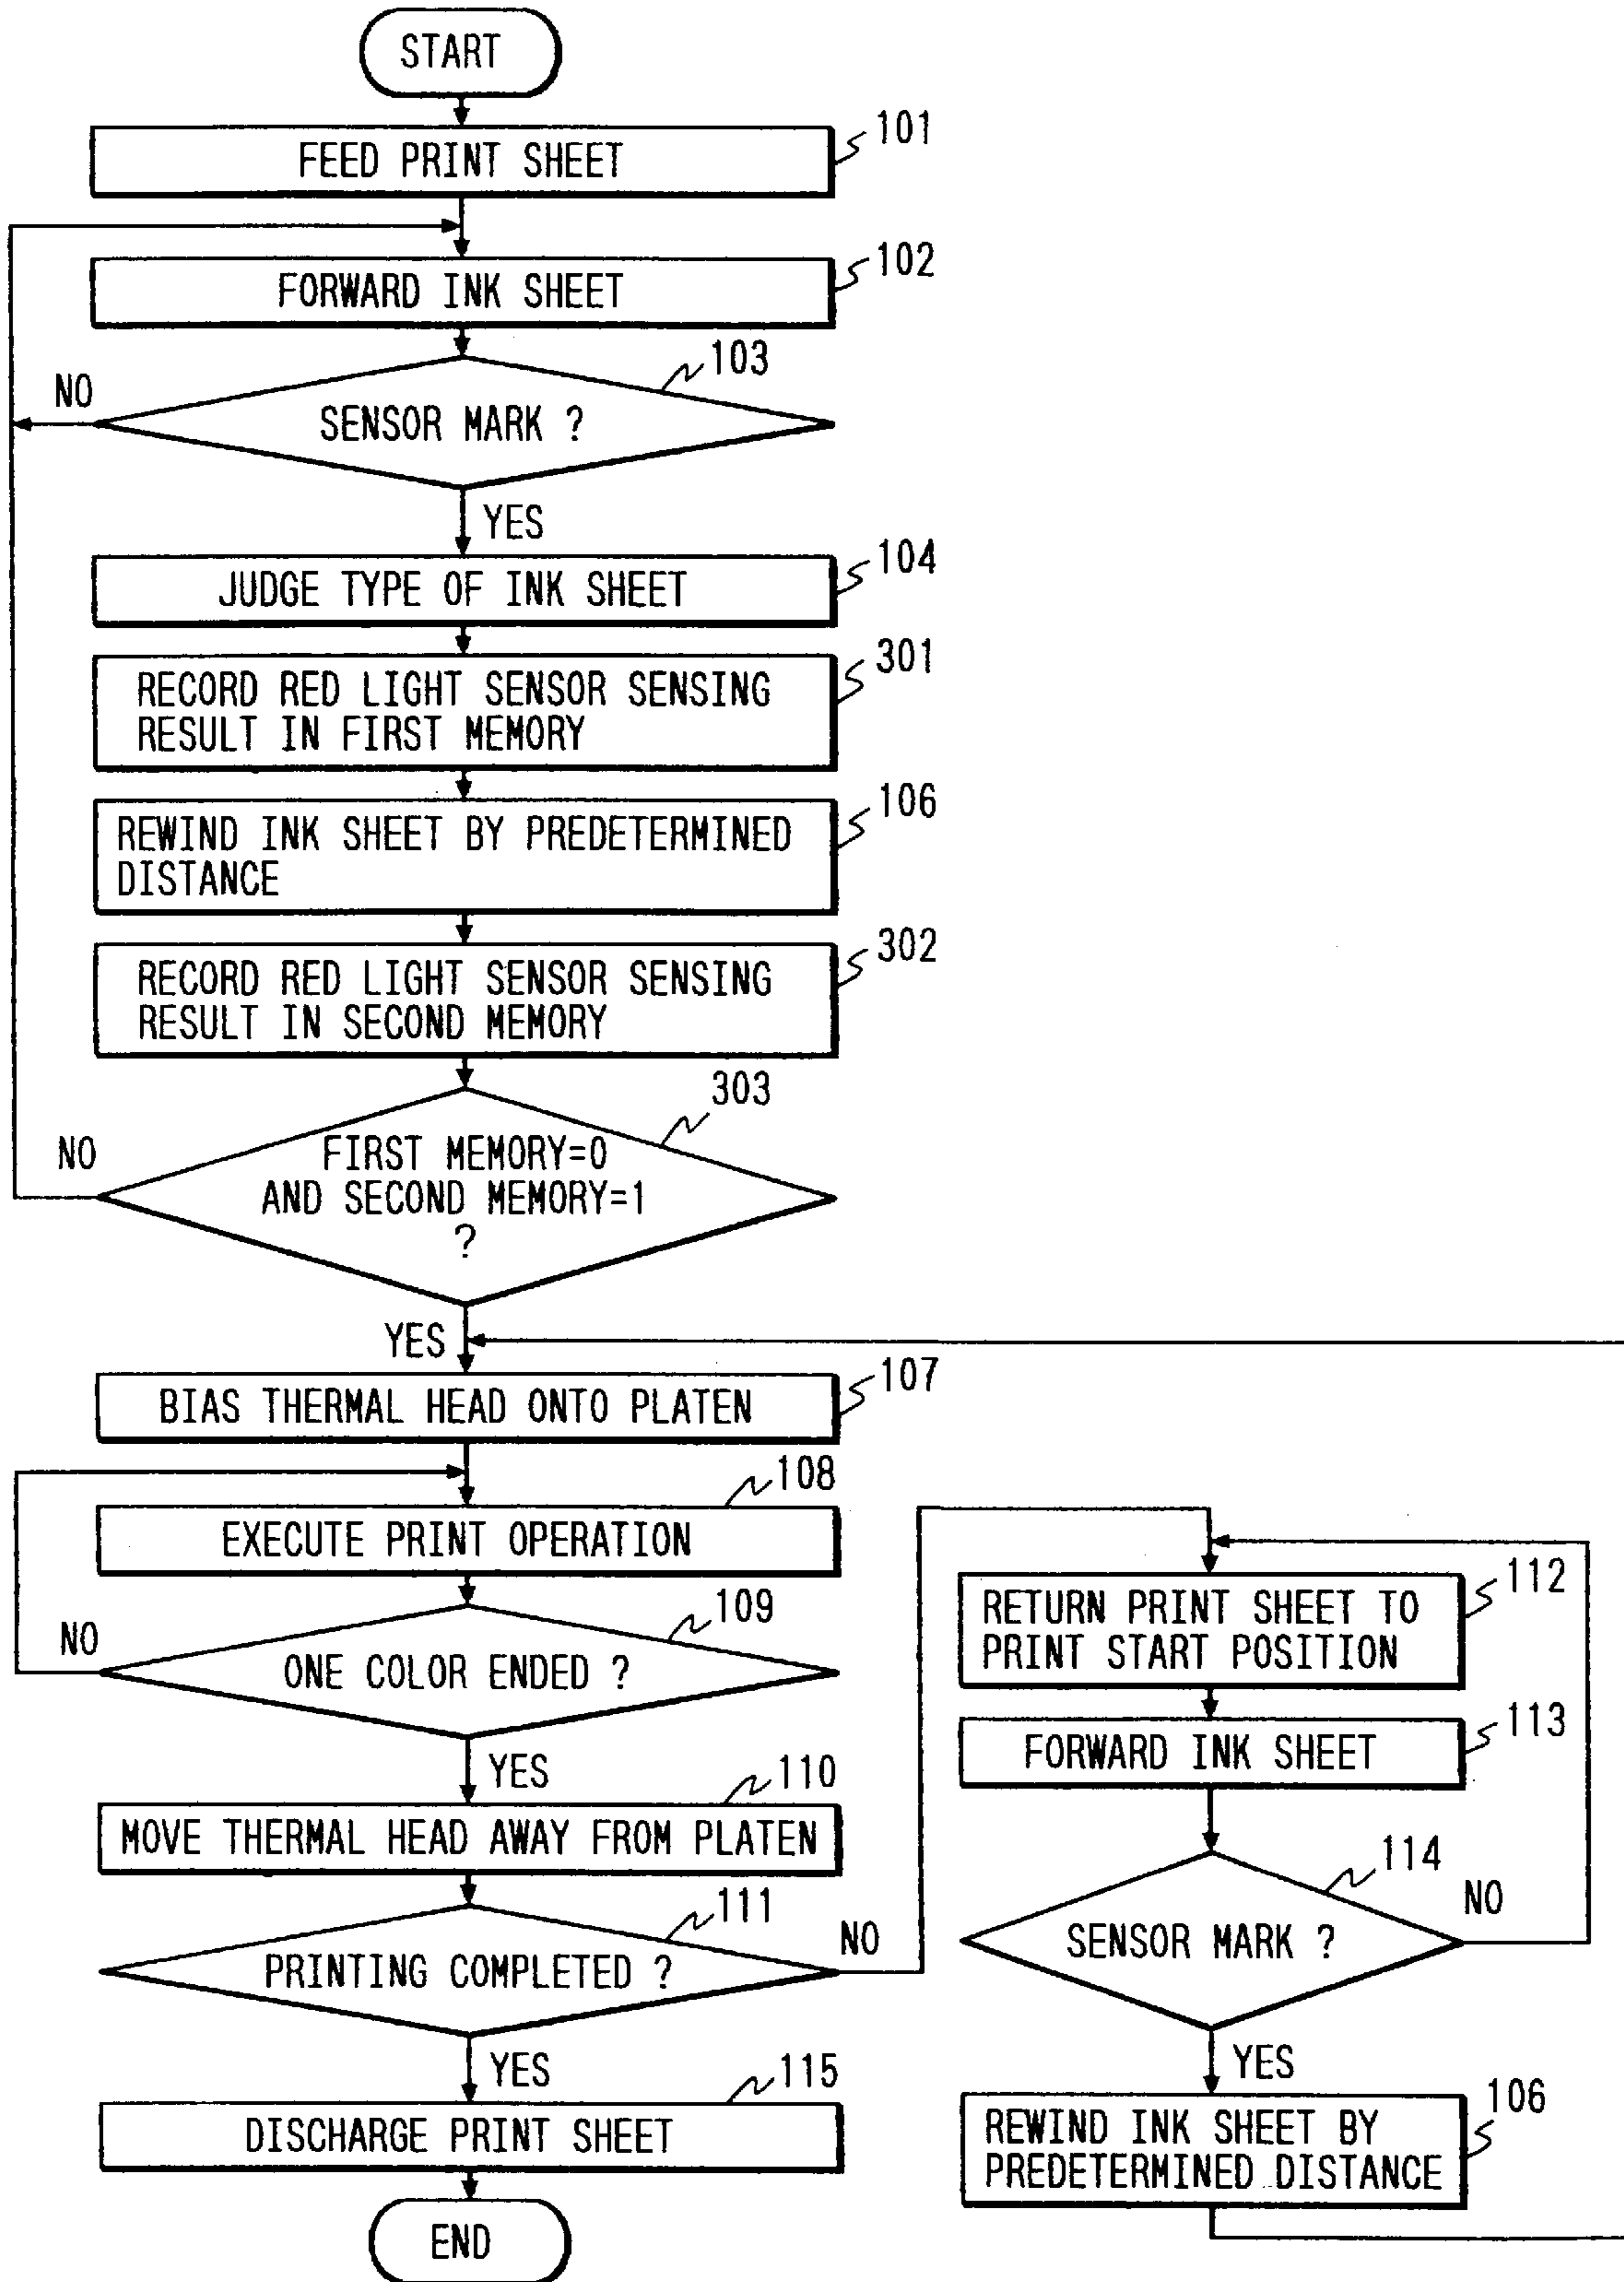 START
101
FEED PRINT SHEET
102
FORWARD INK SHEET
103
NO
SENSOR MARK ?
YES
104
JUDGE TYPE OF INK SHEET
301
RECORD RED LIGHT SENSOR SENSING
RESULT IN FIRST MEMORY
106
REWIND INK SHEET BY PREDETERMINED
DISTANCE
302
RECORD RED LIGHT SENSOR SENSING
RESULT IN SECOND MEMORY
303
NO
FIRST MEMORY=0
AND SECOND MEMORY=1
?
YES
107
BIAS THERMAL HEAD ONTO PLATEN
108
EXECUTE PRINT OPERATION
109
NO
ONE COLOR ENDED ?
YES
110
MOVE THERMAL HEAD AWAY FROM PLATEN
111
NO
PRINTING COMPLETED ?
YES
115
DISCHARGE PRINT SHEET
END
112
RETURN PRINT SHEET TO
PRINT START POSITION
113
FORWARD INK SHEET
114
NO
SENSOR MARK ?
YES
106
REWIND INK SHEET BY
PREDETERMINED DISTANCE